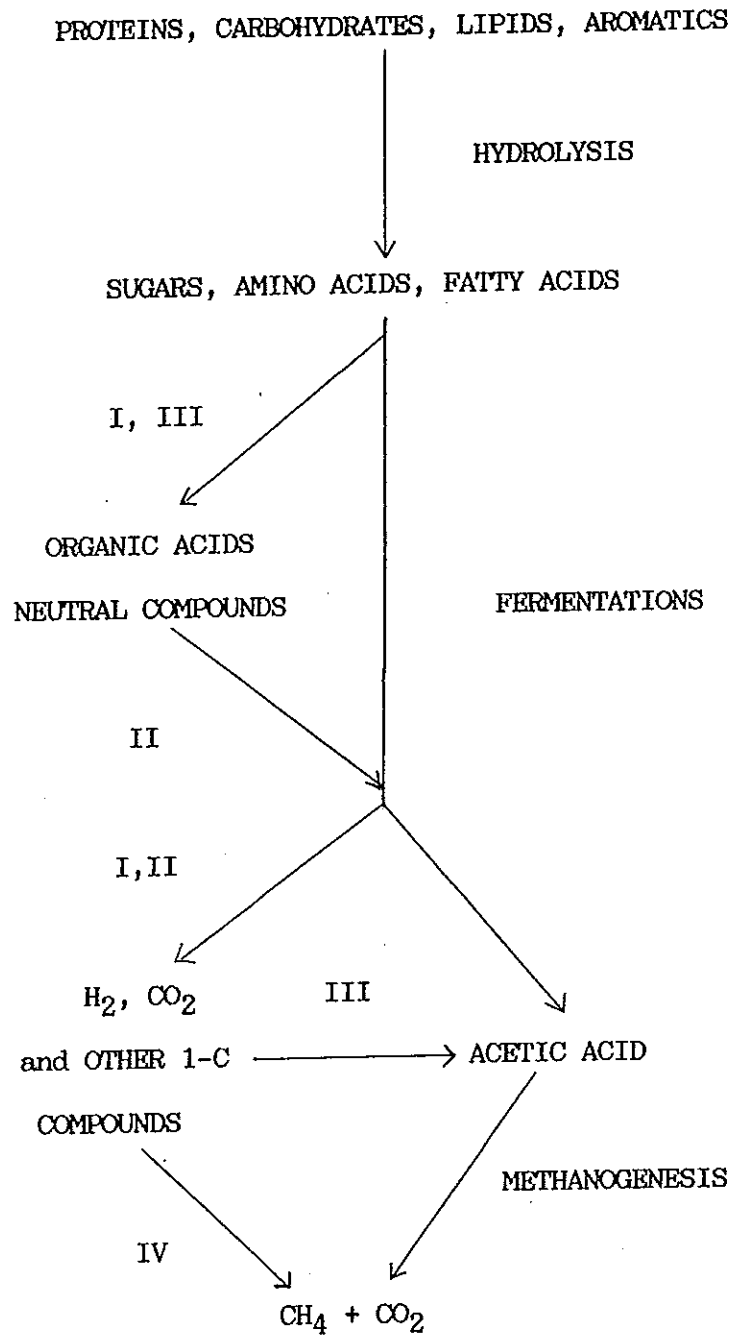 PROTEINS, CARBOHYDRATES, LIPIDS, AROMATICS
HYDROLYSIS
SUGARS, AMINO ACIDS, FATTY ACIDS
I, III
ORGANIC ACIDS
NEUTRAL COMPOUNDS
FERMENTATIONS
II
I,II
H₂, CO₂
III
and OTHER 1-C
ACETIC ACID
COMPOUNDS
METHANOGENESIS
IV
CH₄ + CO₂